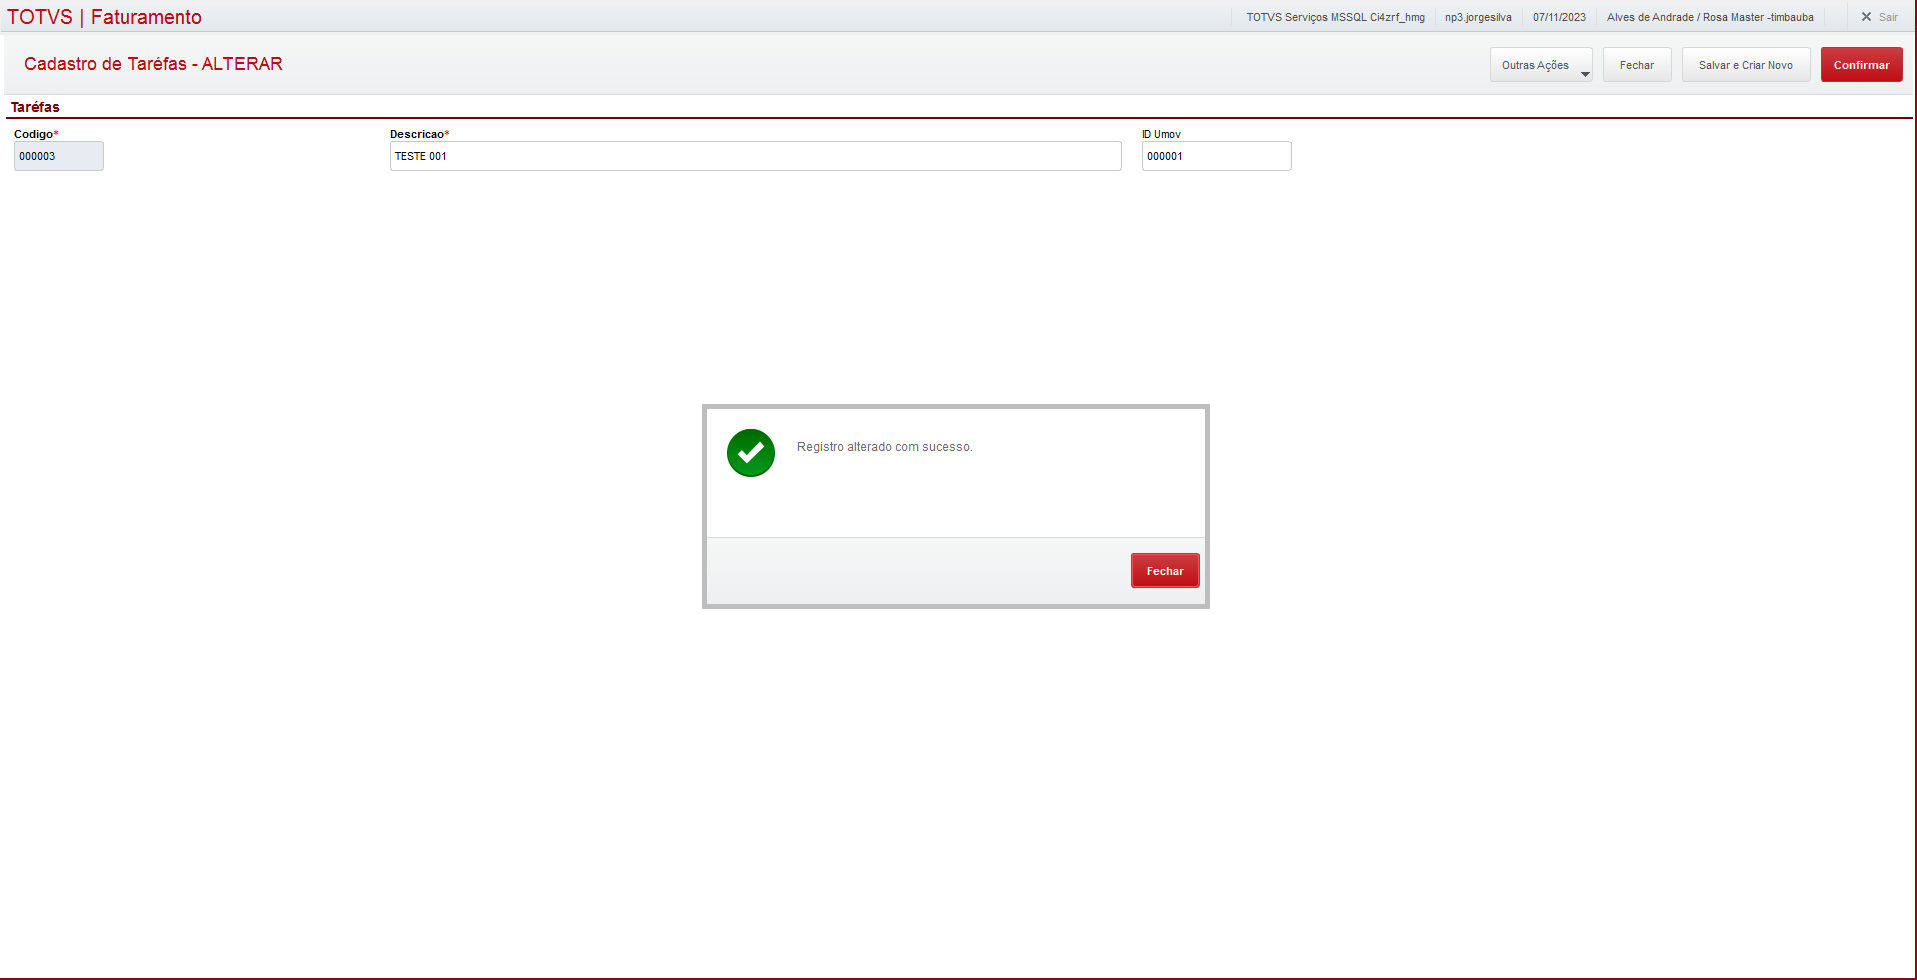 TOTVS | Faturamento
TOTVS Serviços MSSQL Ci4zrf_hmg np3.jorgesilva 07/11/2023 Alves de Andrade / Rosa Master -timbauba Sair
Cadastro de Taréfas - ALTERAR
Outras Ações Fechar Salvar e Criar Novo Confirmar
Taréfas
Codigo* Descricao* ID Umov
000003 TESTE 001 000001
Registro alterado com sucesso.
Fechar